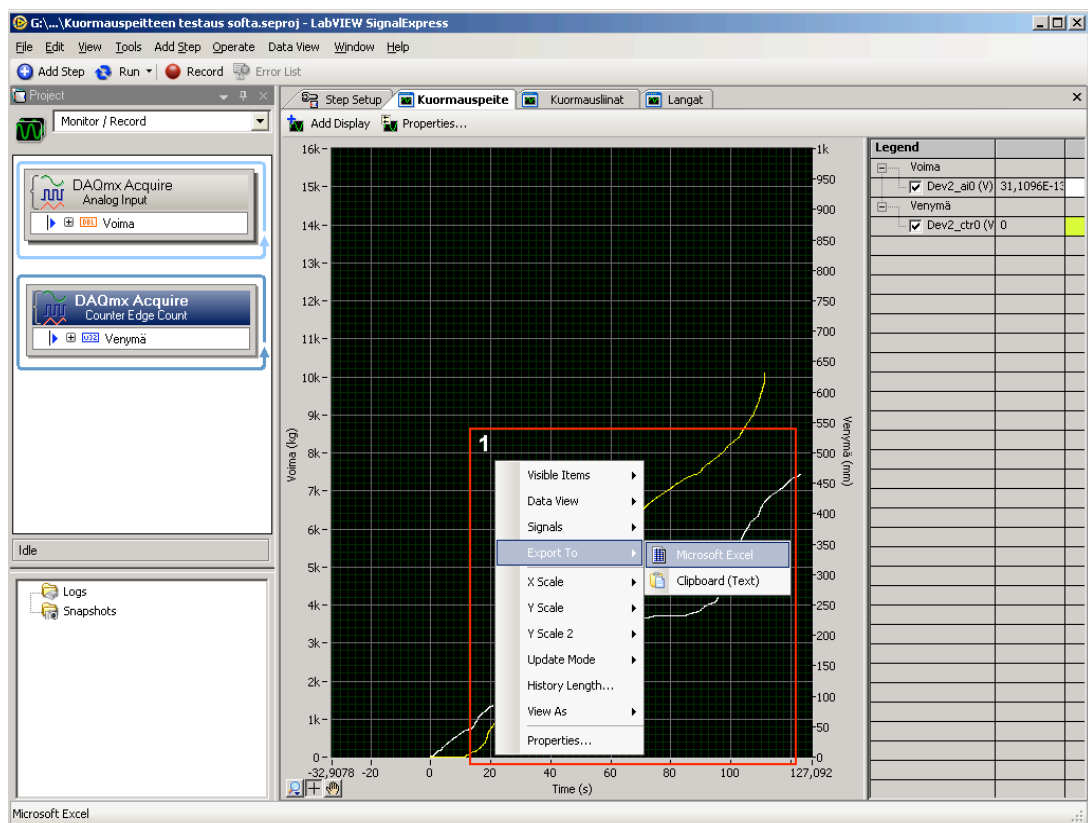 G:\...\Kuormauspeitteen testaus softa.seproj - LabVIEW SignalExpress
File Edit View Tools Add Step Operate Data View Window Help
Add Step Run Record Error List
Project
Monitor / Record
DAQmx Acquire
Analog Input
DBL Voima
DAQmx Acquire
Counter Edge Count
U32 Venymä
Idle
Logs
Snapshots
Step Setup Kuormauspeite Kuormausliinat Langat
Add Display Properties...
16k
15k
14k
13k
12k
11k
10k
9k
8k
7k
6k
5k
4k
3k
2k
1k
0
Voima (kg)
1
Visible Items
Data View
Signals
Export To
X Scale
Y Scale
Y Scale 2
Update Mode
History Length...
View As
Properties...
Microsoft Excel
Clipboard (Text)
1k
950
900
850
800
750
700
650
600
550
500
450
400
350
300
250
200
150
100
50
0
Venymä (mm)
-32,9078 -20 0 20 40 60 80 100 127,092
Time (s)
Legend
Voima
Dev2_ai0 (V) 31,1096E-13
Venymä
Dev2_ctr0 (V 0
Microsoft Excel